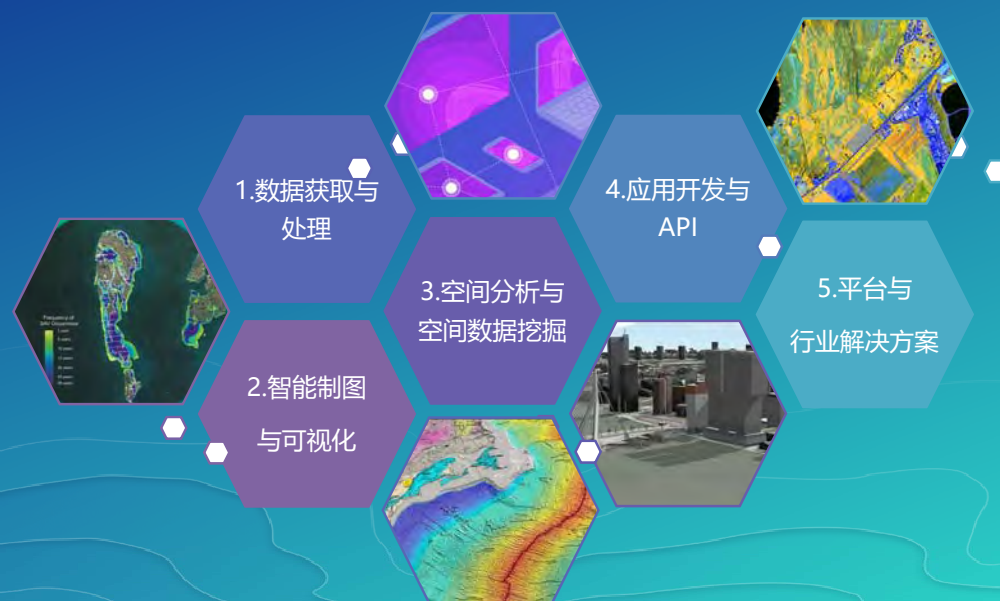 1.数据获取与
处理
2.智能制图
与可视化
3.空间分析与
空间数据挖掘
4.应用开发与
API
5.平台与
行业解决方案
Frequency of